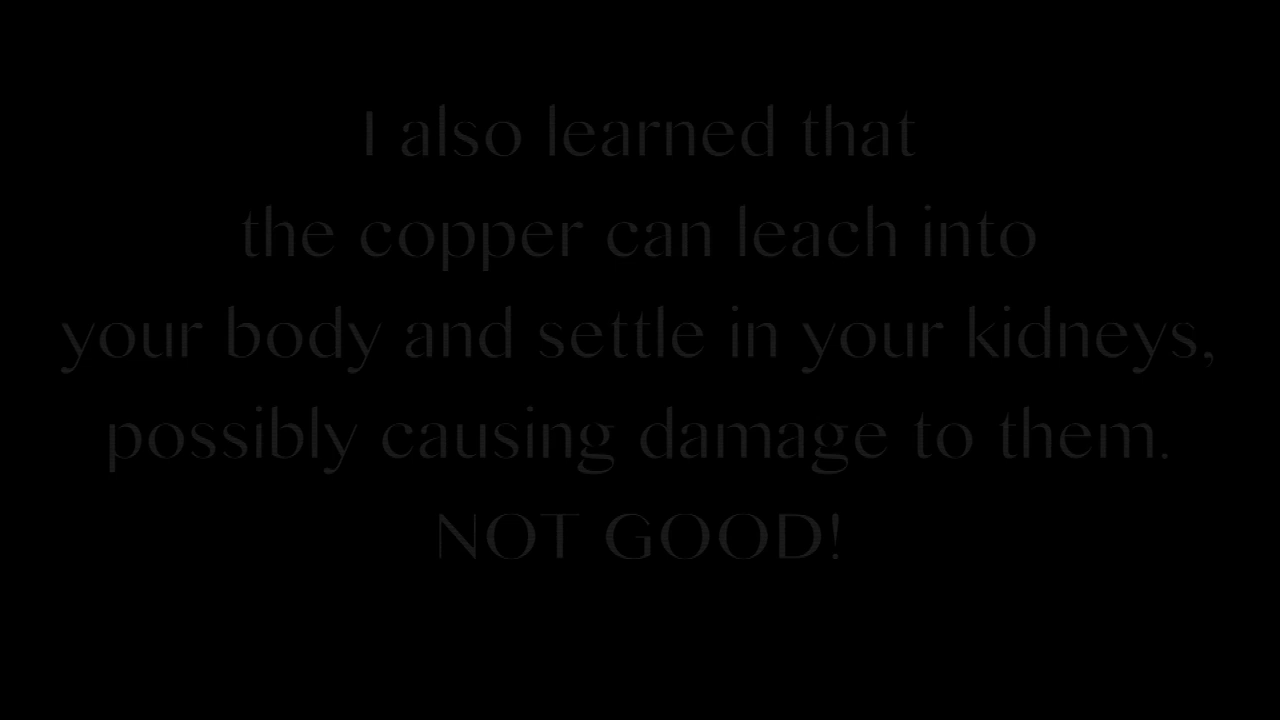 I also learned that
the copper can leach into
your body and settle in your kidneys,
possibly causing damage to them.
NOT GOOD!